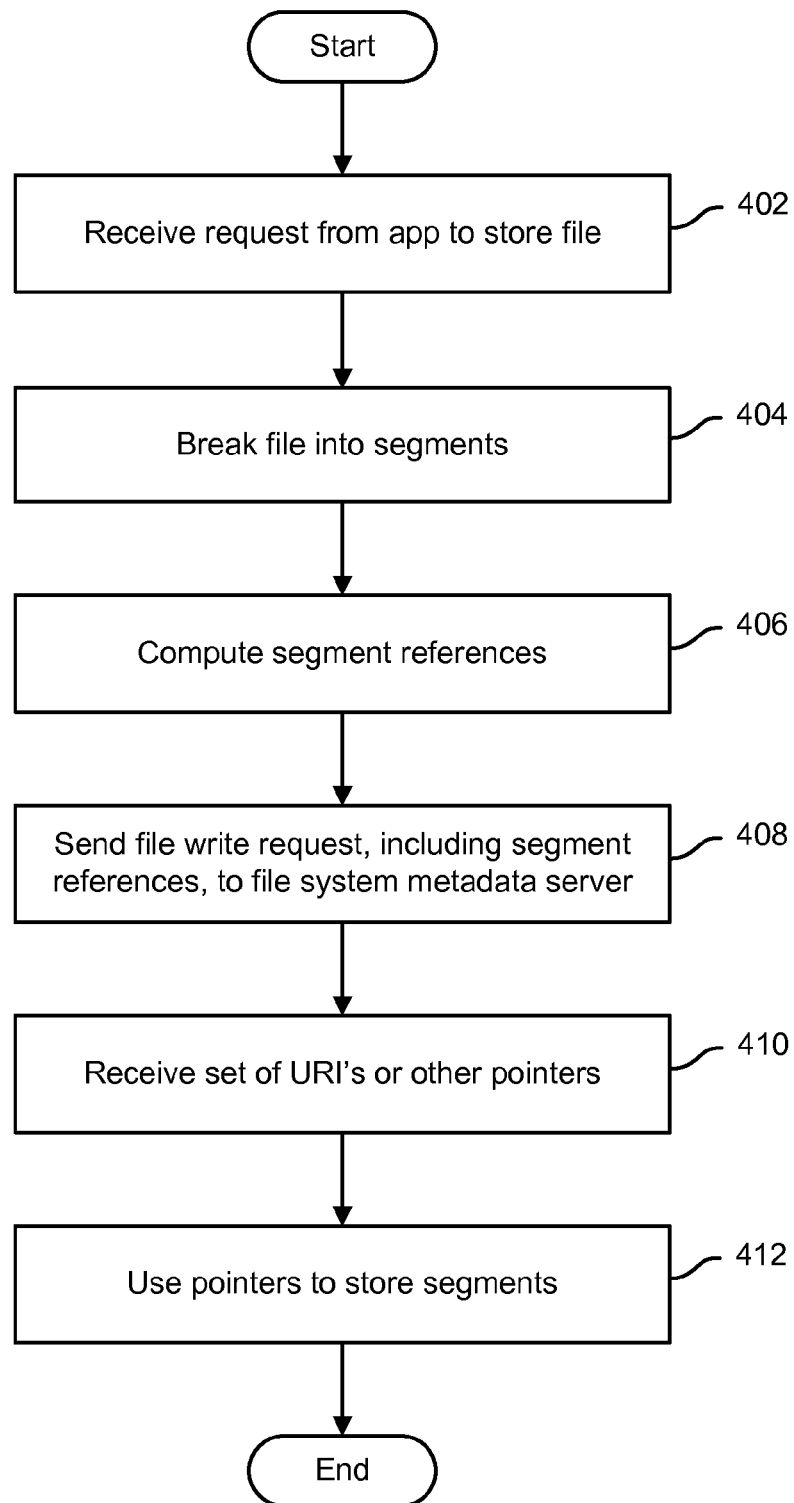 Start
Receive request from app to store file
402
Break file into segments
404
Compute segment references
406
Send file write request, including segment
references, to file system metadata server
408
Receive set of URI's or other pointers
410
Use pointers to store segments
412
End